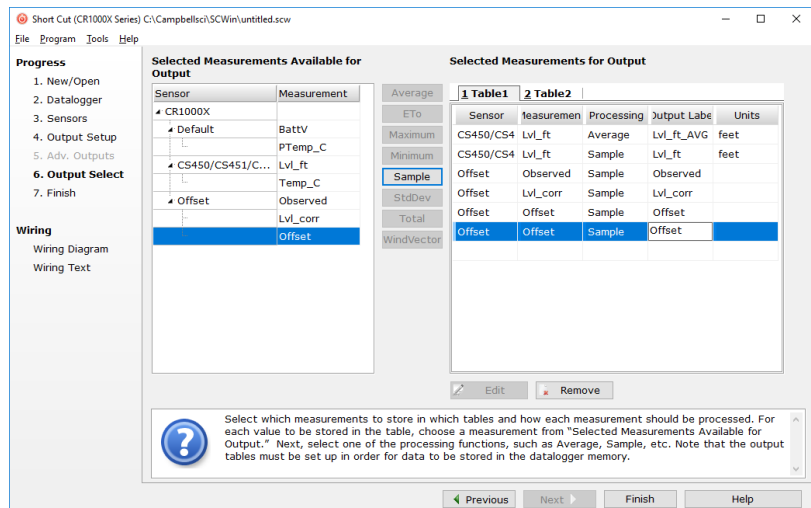 Short Cut (CR1000X Series) C:\Campbellsci\SCWin\untitled.scw
File Program Tools Help
Progress
1. New/Open
2. Datalogger
3. Sensors
4. Output Setup
5. Adv. Outputs
6. Output Select
7. Finish
Wiring
Wiring Diagram
Wiring Text
Selected Measurements Available for
Output
Sensor Measurement
CR1000X
Default BattV
PTemp_C
CS450/CS451/C... Lvl_ft
Temp_C
Offset Observed
Lvl_corr
Offset
Average
ETo
Maximum
Minimum
Sample
StdDev
Total
WindVector
Selected Measurements for Output
1 Table1 2 Table2
Sensor Measuremen Processing Output Labe Units
CS450/CS4 Lvl_ft Average Lvl_ft_AVG feet
CS450/CS4 Lvl_ft Sample Lvl_ft feet
Offset Observed Sample Observed
Offset Lvl_corr Sample Lvl_corr
Offset Offset Sample Offset
Offset Offset Sample Offset
Edit Remove
Select which measurements to store in which tables and how each measurement should be processed. For
each value to be stored in the table, choose a measurement from “Selected Measurements Available for
Output.” Next, select one of the processing functions, such as Average, Sample, etc. Note that the output
tables must be set up in order for data to be stored in the datalogger memory.
Previous Next Finish Help